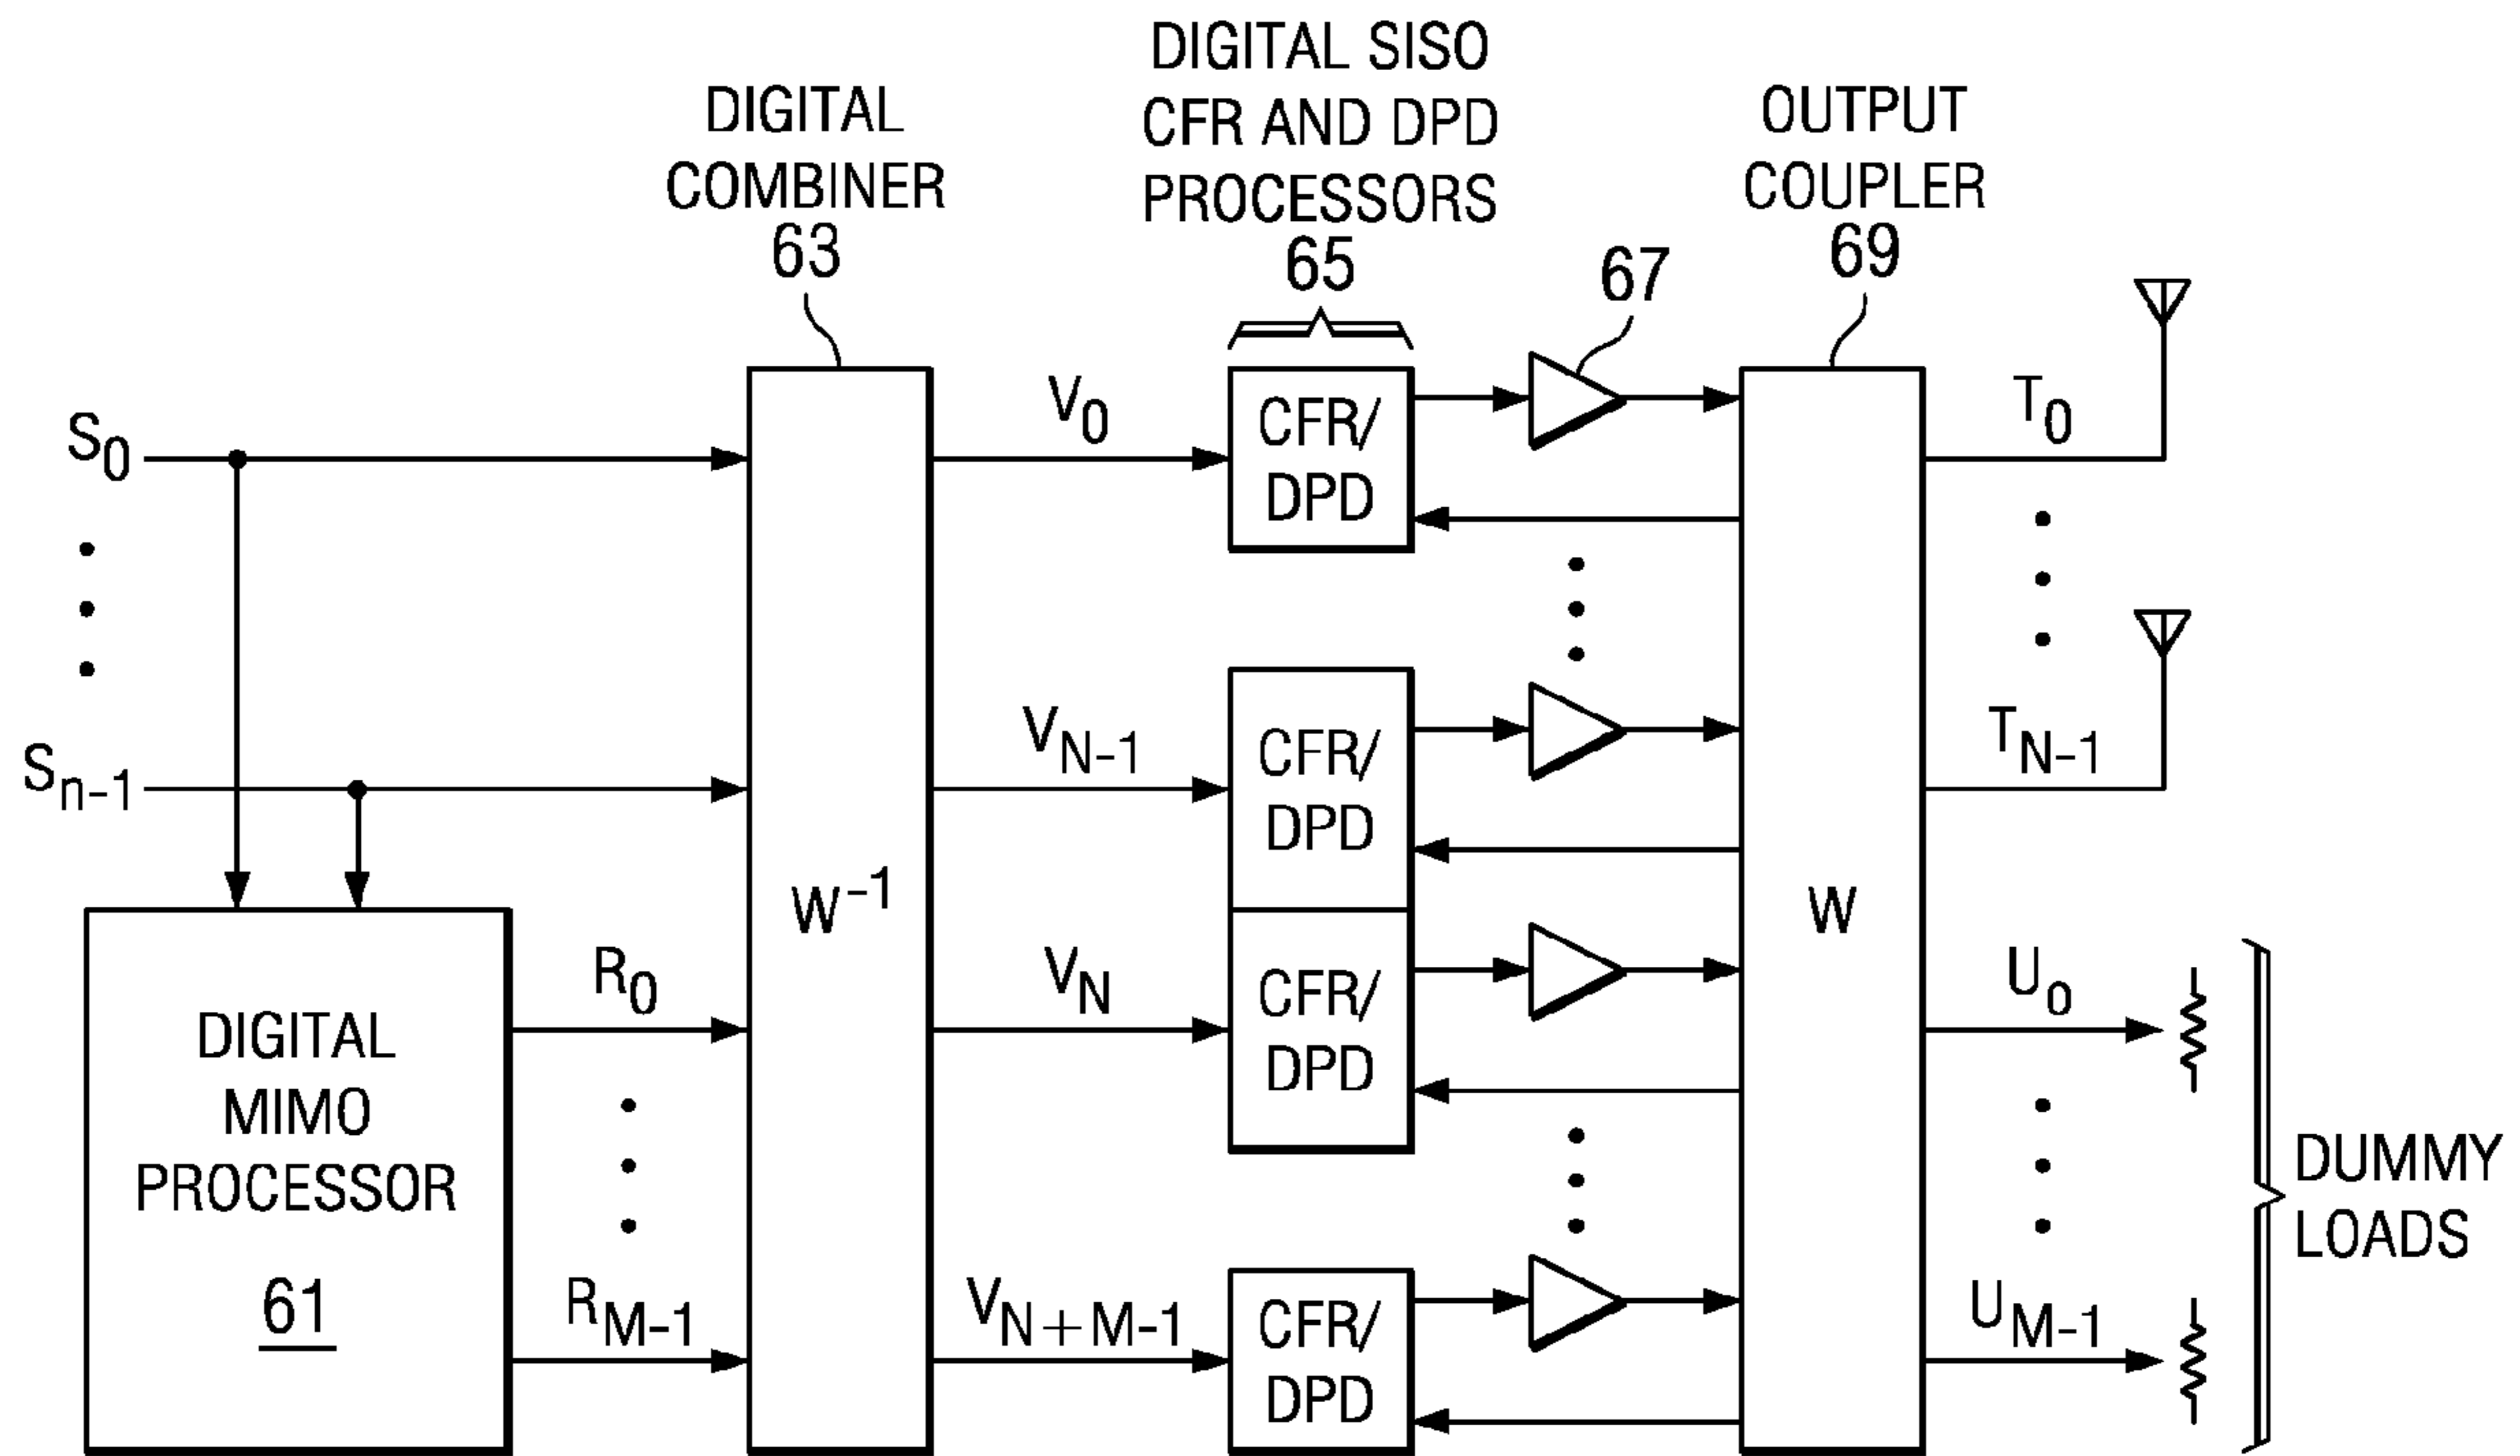 DIGITAL
COMBINER
63
DIGITAL SISO
CFR AND DPD
PROCESSORS
65
67
OUTPUT
COUPLER
69
S0
Sn-1
V0
VN-1
VN
VN+M-1
CFR/
DPD
CFR/
DPD
CFR/
DPD
CFR/
DPD
W-1
W
T0
TN-1
U0
UM-1
R0
RM-1
DIGITAL
MIMO
PROCESSOR
61
DUMMY
LOADS